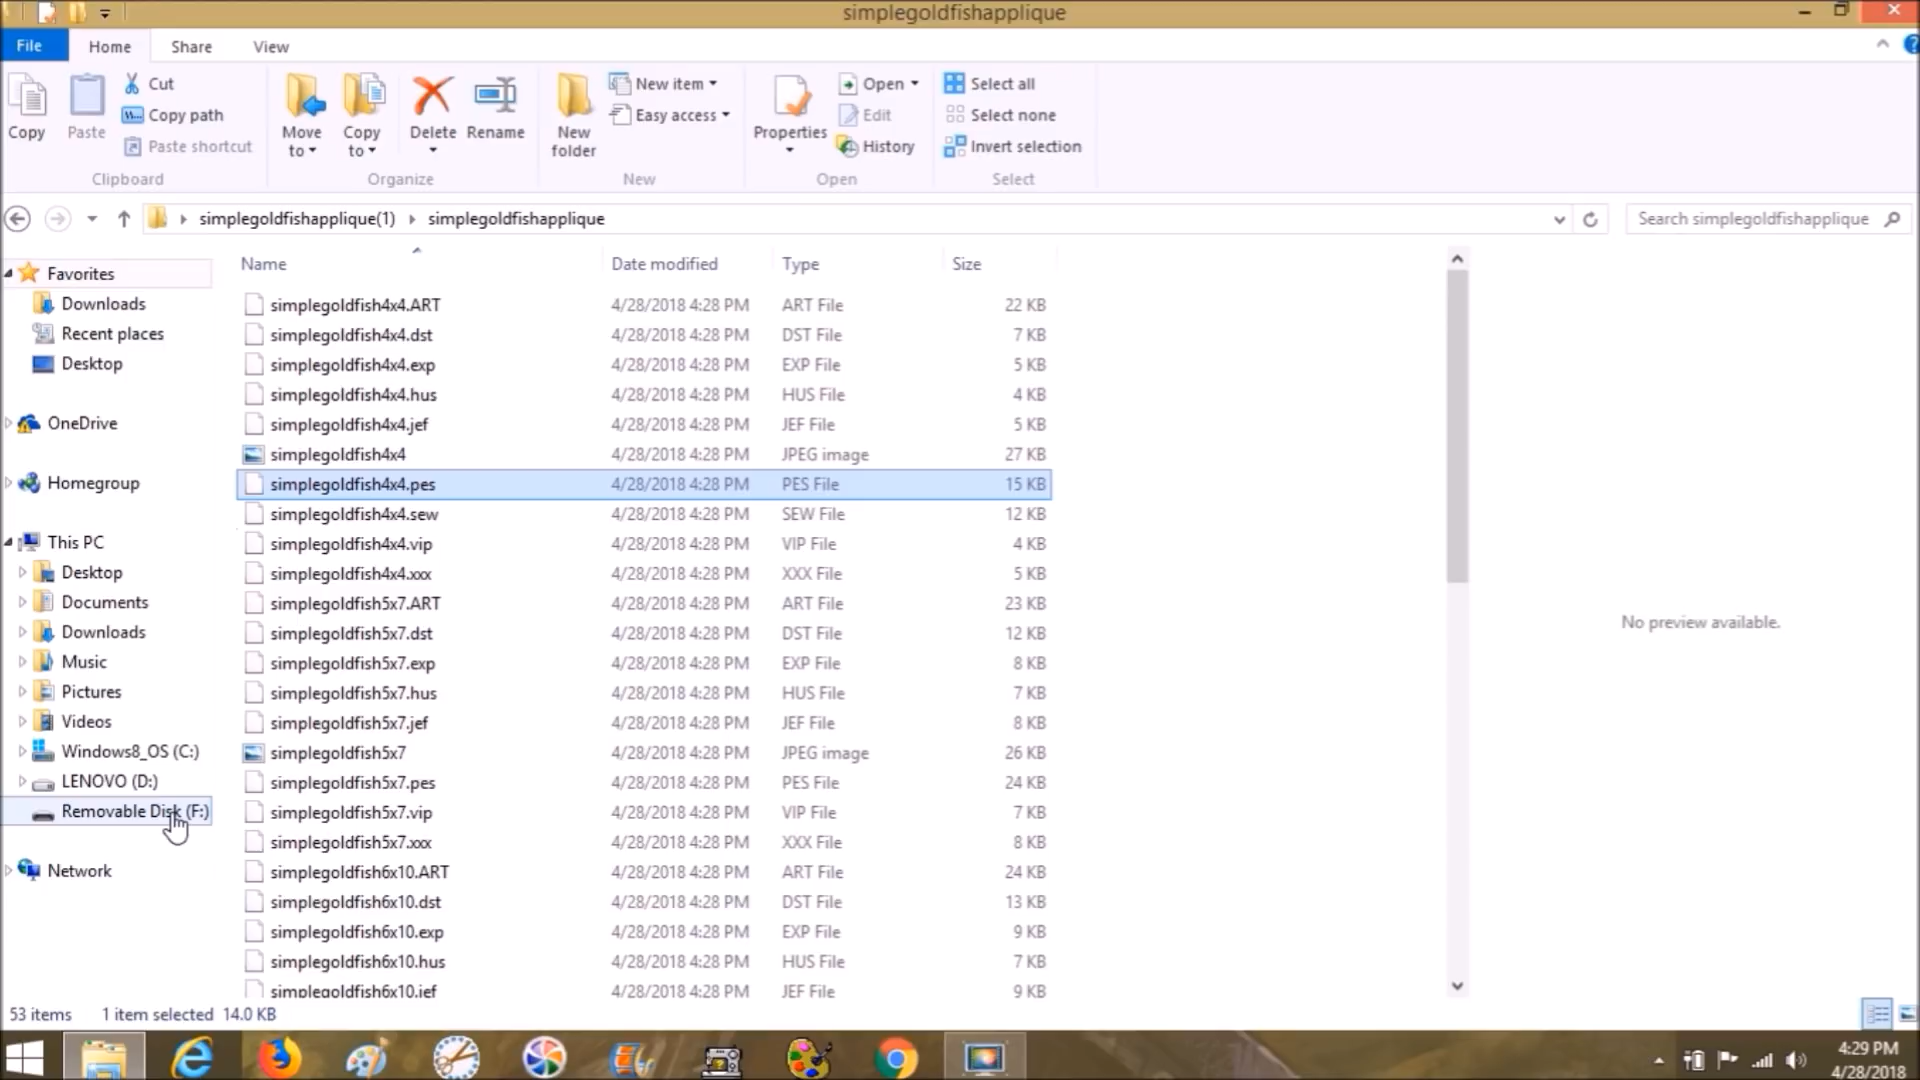 simplegoldfishapplique
File Home Share View
Copy
Paste
Cut
Copy path
Paste shortcut
Clipboard
Move to
Copy to
Delete
Rename
Organize
New folder
New item
Easy access
New
Properties
Open
Edit
History
Open
Select all
Select none
Invert selection
Select
simplegoldfishapplique(1) simplegoldfishapplique
Search simplegoldfishapplique
Favorites
Downloads
Recent places
Desktop
OneDrive
Homegroup
This PC
Desktop
Documents
Downloads
Music
Pictures
Videos
Windows8_OS (C:)
LENOVO (D:)
Removable Disk (F:)
Network
Name Date modified Type Size
simplegoldfish4x4.ART 4/28/2018 4:28 PM ART File 22 KB
simplegoldfish4x4.dst 4/28/2018 4:28 PM DST File 7 KB
simplegoldfish4x4.exp 4/28/2018 4:28 PM EXP File 5 KB
simplegoldfish4x4.hus 4/28/2018 4:28 PM HUS File 4 KB
simplegoldfish4x4.jef 4/28/2018 4:28 PM JEF File 5 KB
simplegoldfish4x4 4/28/2018 4:28 PM JPEG image 27 KB
simplegoldfish4x4.pes 4/28/2018 4:28 PM PES File 15 KB
simplegoldfish4x4.sew 4/28/2018 4:28 PM SEW File 12 KB
simplegoldfish4x4.vip 4/28/2018 4:28 PM VIP File 4 KB
simplegoldfish4x4.xxx 4/28/2018 4:28 PM XXX File 5 KB
simplegoldfish5x7.ART 4/28/2018 4:28 PM ART File 23 KB
simplegoldfish5x7.dst 4/28/2018 4:28 PM DST File 12 KB
simplegoldfish5x7.exp 4/28/2018 4:28 PM EXP File 8 KB
simplegoldfish5x7.hus 4/28/2018 4:28 PM HUS File 7 KB
simplegoldfish5x7.jef 4/28/2018 4:28 PM JEF File 8 KB
simplegoldfish5x7 4/28/2018 4:28 PM JPEG image 26 KB
simplegoldfish5x7.pes 4/28/2018 4:28 PM PES File 24 KB
simplegoldfish5x7.vip 4/28/2018 4:28 PM VIP File 7 KB
simplegoldfish5x7.xxx 4/28/2018 4:28 PM XXX File 8 KB
simplegoldfish6x10.ART 4/28/2018 4:28 PM ART File 24 KB
simplegoldfish6x10.dst 4/28/2018 4:28 PM DST File 13 KB
simplegoldfish6x10.exp 4/28/2018 4:28 PM EXP File 9 KB
simplegoldfish6x10.hus 4/28/2018 4:28 PM HUS File 7 KB
simplegoldfish6x10.jef 4/28/2018 4:28 PM JEF File 9 KB
No preview available.
53 items 1 item selected 14.0 KB
4:29 PM
4/28/2018